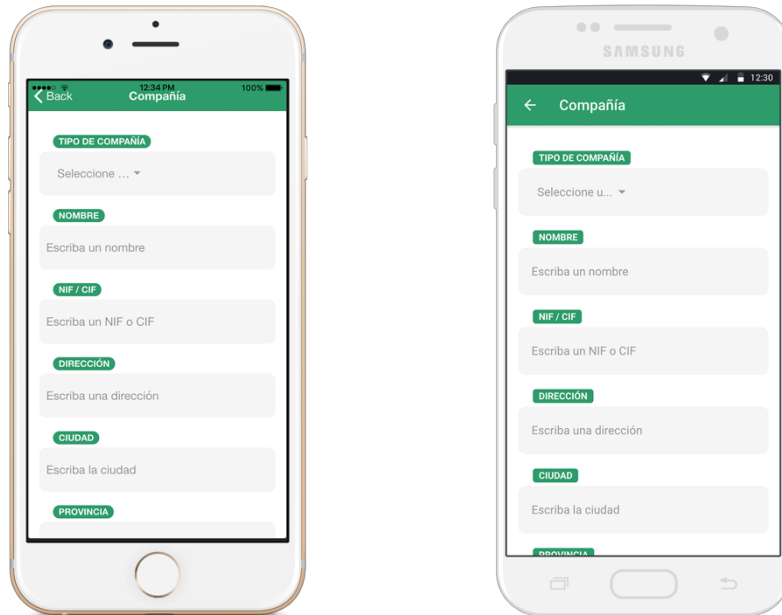 12:34 PM
100%
Back
Compañía
TIPO DE COMPAÑÍA
Seleccione ...
NOMBRE
Escriba un nombre
NIF / CIF
Escriba un NIF o CIF
DIRECCIÓN
Escriba una dirección
CIUDAD
Escriba la ciudad
PROVINCIA
SAMSUNG
12:30
Compañía
TIPO DE COMPAÑÍA
Seleccione u...
NOMBRE
Escriba un nombre
NIF / CIF
Escriba un NIF o CIF
DIRECCIÓN
Escriba una dirección
CIUDAD
Escriba la ciudad
PROVINCIA